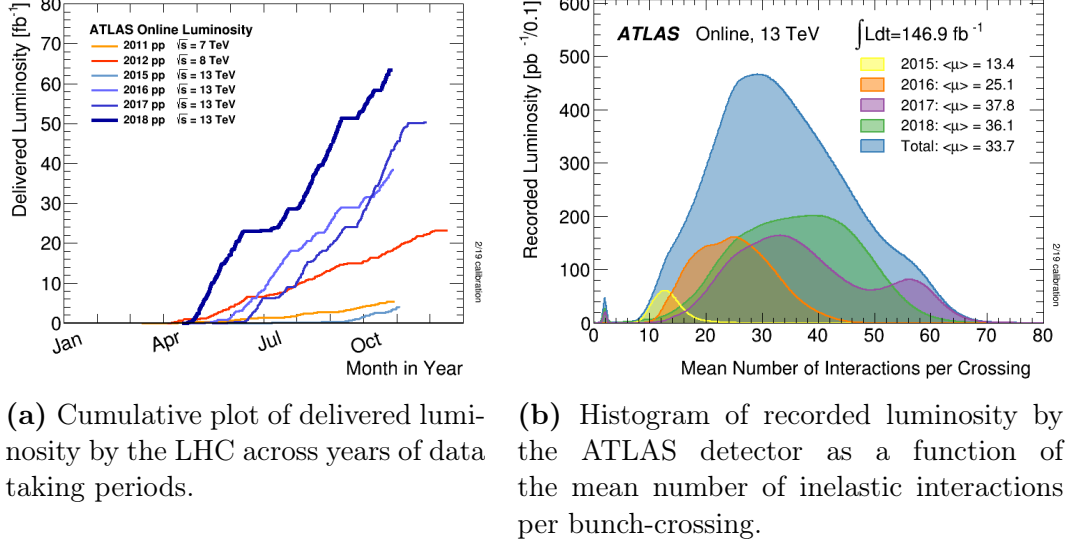 80
70
60
50
40
30
20
10
0
Delivered Luminosity [fb⁻¹]
ATLAS Online Luminosity
2011 pp √s = 7 TeV
2012 pp √s = 8 TeV
2015 pp √s = 13 TeV
2016 pp √s = 13 TeV
2017 pp √s = 13 TeV
2018 pp √s = 13 TeV
2/19 calibration
Jan Apr Jul Oct
Month in Year
600
500
400
300
200
100
0
Recorded Luminosity [pb⁻¹/0.1]
ATLAS Online, 13 TeV ∫Ldt=146.9 fb⁻¹
2015: <μ> = 13.4
2016: <μ> = 25.1
2017: <μ> = 37.8
2018: <μ> = 36.1
Total: <μ> = 33.7
2/19 calibration
0 10 20 30 40 50 60 70 80
Mean Number of Interactions per Crossing
(a) Cumulative plot of delivered lumi-
nosity by the LHC across years of data
taking periods.
(b) Histogram of recorded luminosity by
the ATLAS detector as a function of
the mean number of inelastic interactions
per bunch-crossing.